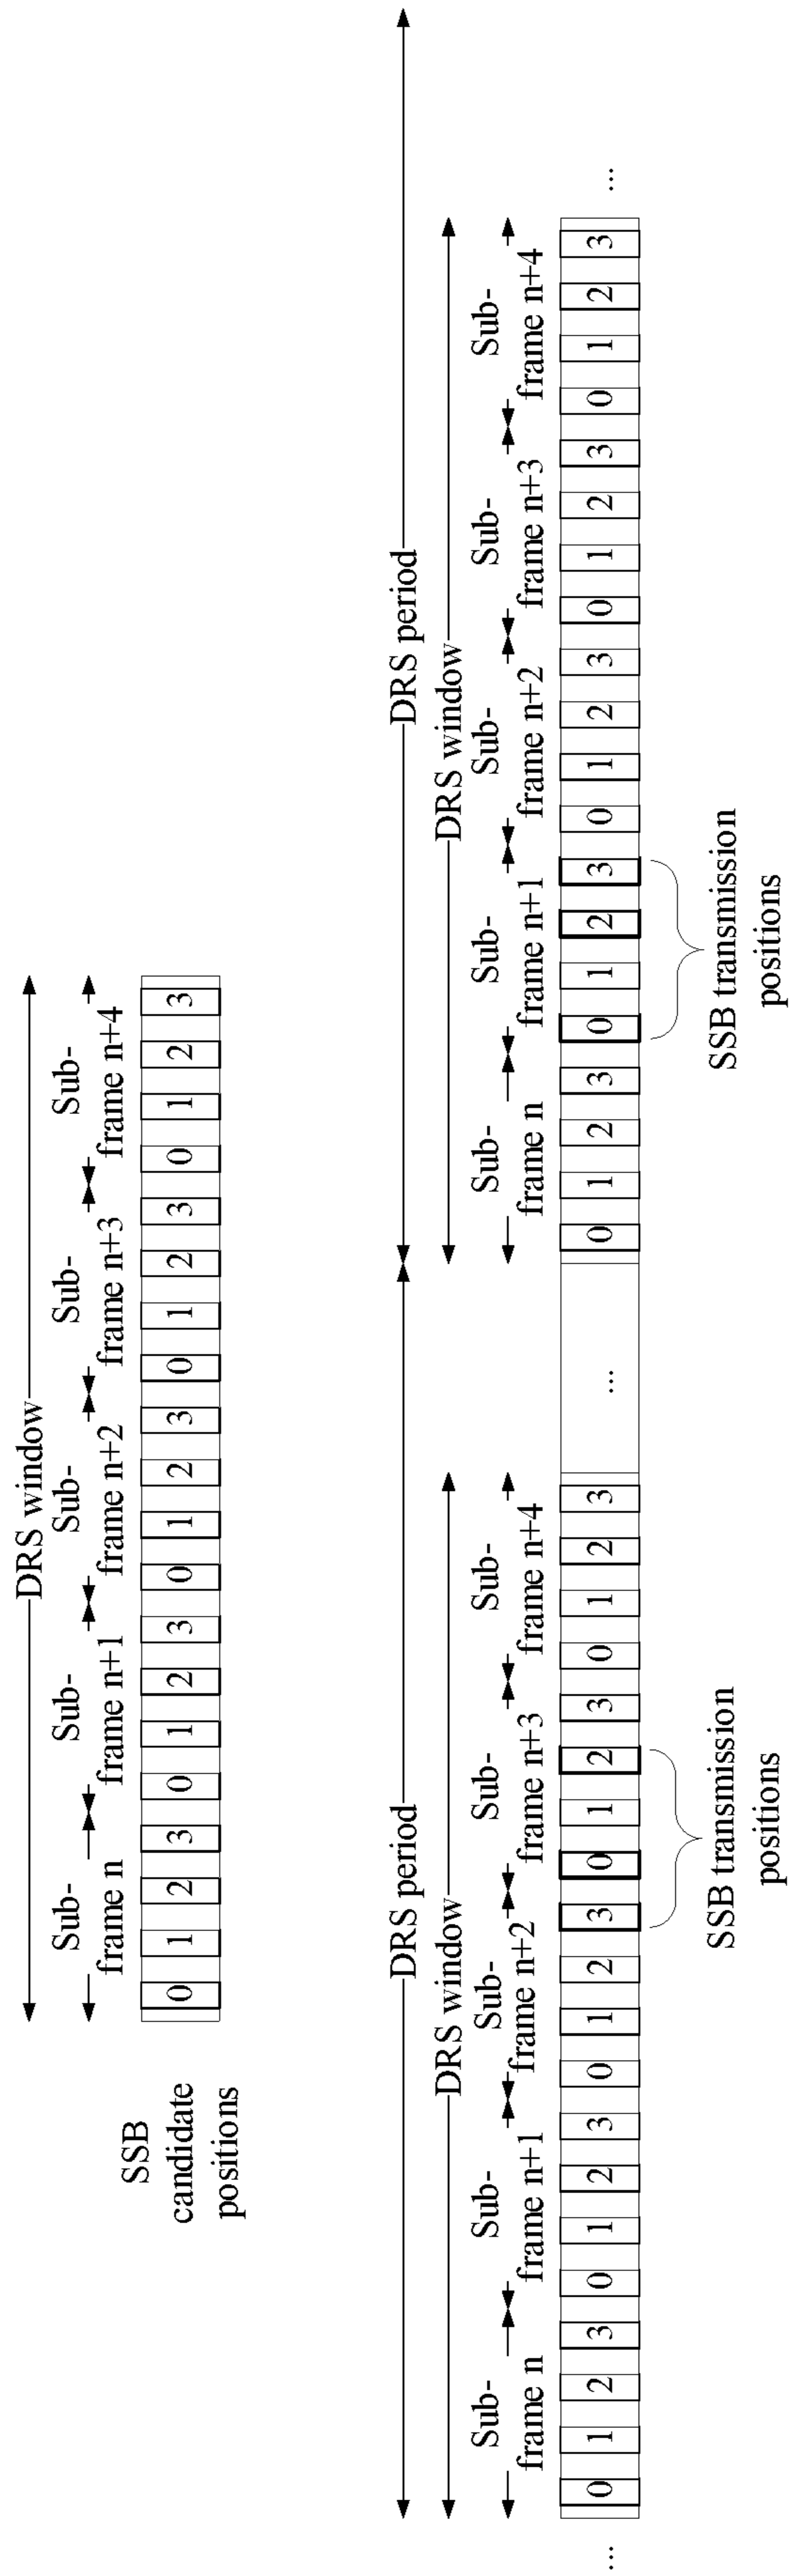 DRS window
Sub-
frame n
Sub-
frame n+1
Sub-
frame n+2
Sub-
frame n+3
Sub-
frame n+4
SSB
candidate
positions
0 1 2 3 0 1 2 3 0 1 2 3 0 1 2 3 0 1 2 3
DRS period
DRS period
DRS window
DRS window
Sub-
frame n
Sub-
frame n+1
Sub-
frame n+2
Sub-
frame n+3
Sub-
frame n+4
Sub-
frame n
Sub-
frame n+1
Sub-
frame n+2
Sub-
frame n+3
Sub-
frame n+4
... 0 1 2 3 0 1 2 3 0 1 2 3 0 1 2 3 0 1 2 3 ... 0 1 2 3 0 1 2 3 0 1 2 3 0 1 2 3 0 1 2 3 ...
SSB transmission
positions
SSB transmission
positions